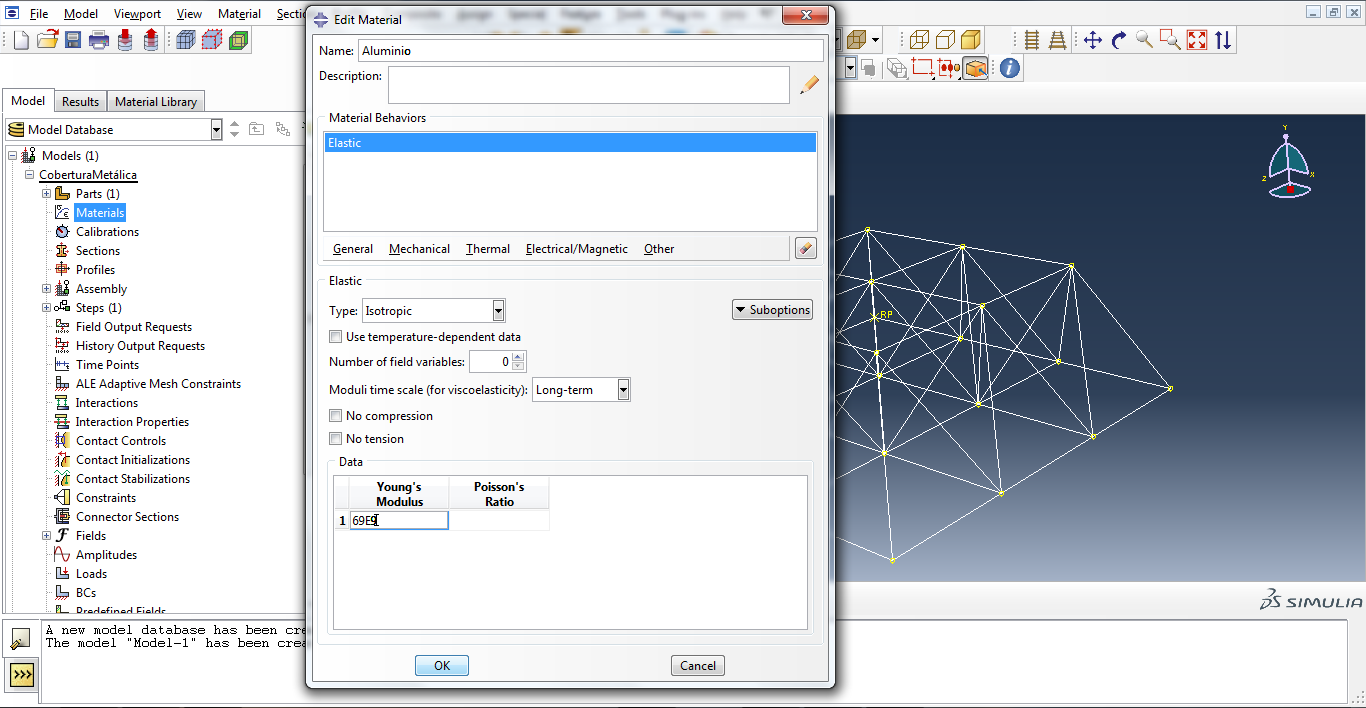 File Model Viewport View Material
Edit Material
Name: Aluminio
Description:
Material Behaviors
Elastic
General Mechanical Thermal Electrical/Magnetic Other
Elastic
Type: Isotropic
Suboptions
Use temperature-dependent data
Number of field variables: 0
Moduli time scale (for viscoelasticity): Long-term
No compression
No tension
Data
Young's
Modulus
Poisson's
Ratio
1 69E9
OK Cancel
Model Results Material Library
Model Database
Models (1)
CoberturaMetálica
Parts (1)
Materials
Calibrations
Sections
Profiles
Assembly
Steps (1)
Field Output Requests
History Output Requests
Time Points
ALE Adaptive Mesh Constraints
Interactions
Interaction Properties
Contact Controls
Contact Initializations
Contact Stabilizations
Constraints
Connector Sections
Fields
Amplitudes
Loads
BCs
Predefined Fields
Y
Z
X
RP
SIMULIA
A new model database has been cre
The model "Model-1" has been crea
>>>